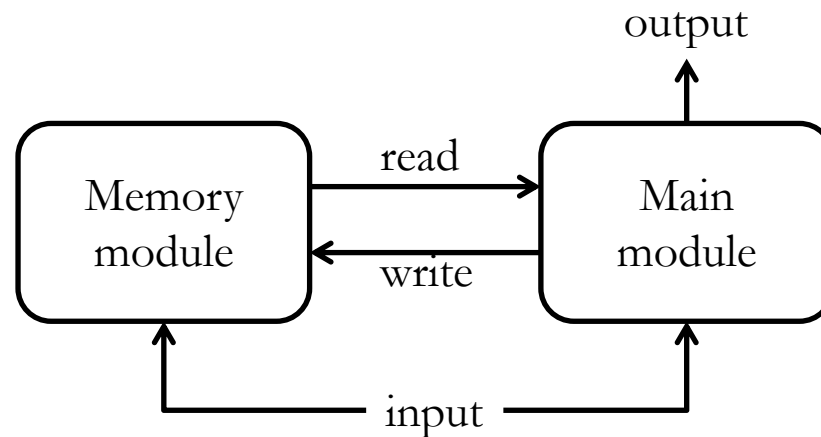 output
read
Memory
module
Main
module
write
input